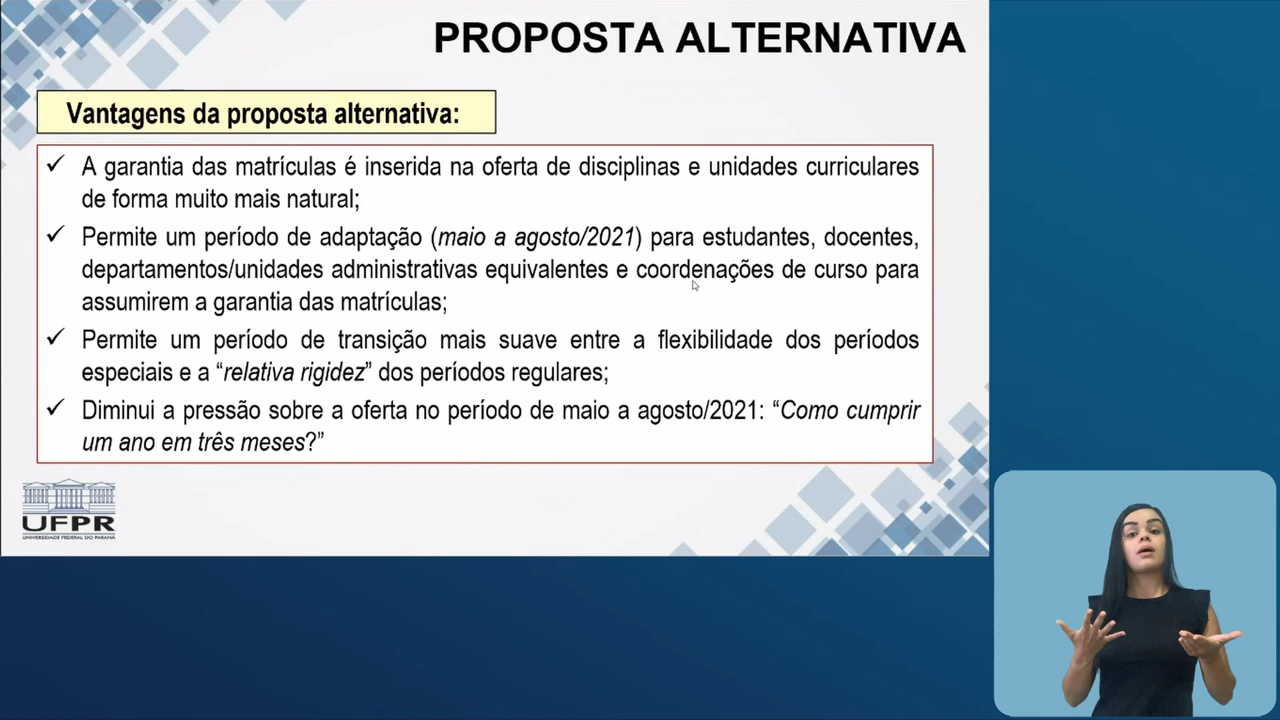 PROPOSTA ALTERNATIVA
Vantagens da proposta alternativa:
✓ A garantia das matrículas é inserida na oferta de disciplinas e unidades curriculares
de forma muito mais natural;
✓ Permite um período de adaptação (maio a agosto/2021) para estudantes, docentes,
departamentos/unidades administrativas equivalentes e coordenações de curso para
assumirem a garantia das matrículas;
✓ Permite um período de transição mais suave entre a flexibilidade dos períodos
especiais e a “relativa rigidez” dos períodos regulares;
✓ Diminui a pressão sobre a oferta no período de maio a agosto/2021: “Como cumprir
um ano em três meses?”
UFPR
UNIVERSIDADE FEDERAL DO PARANÁ